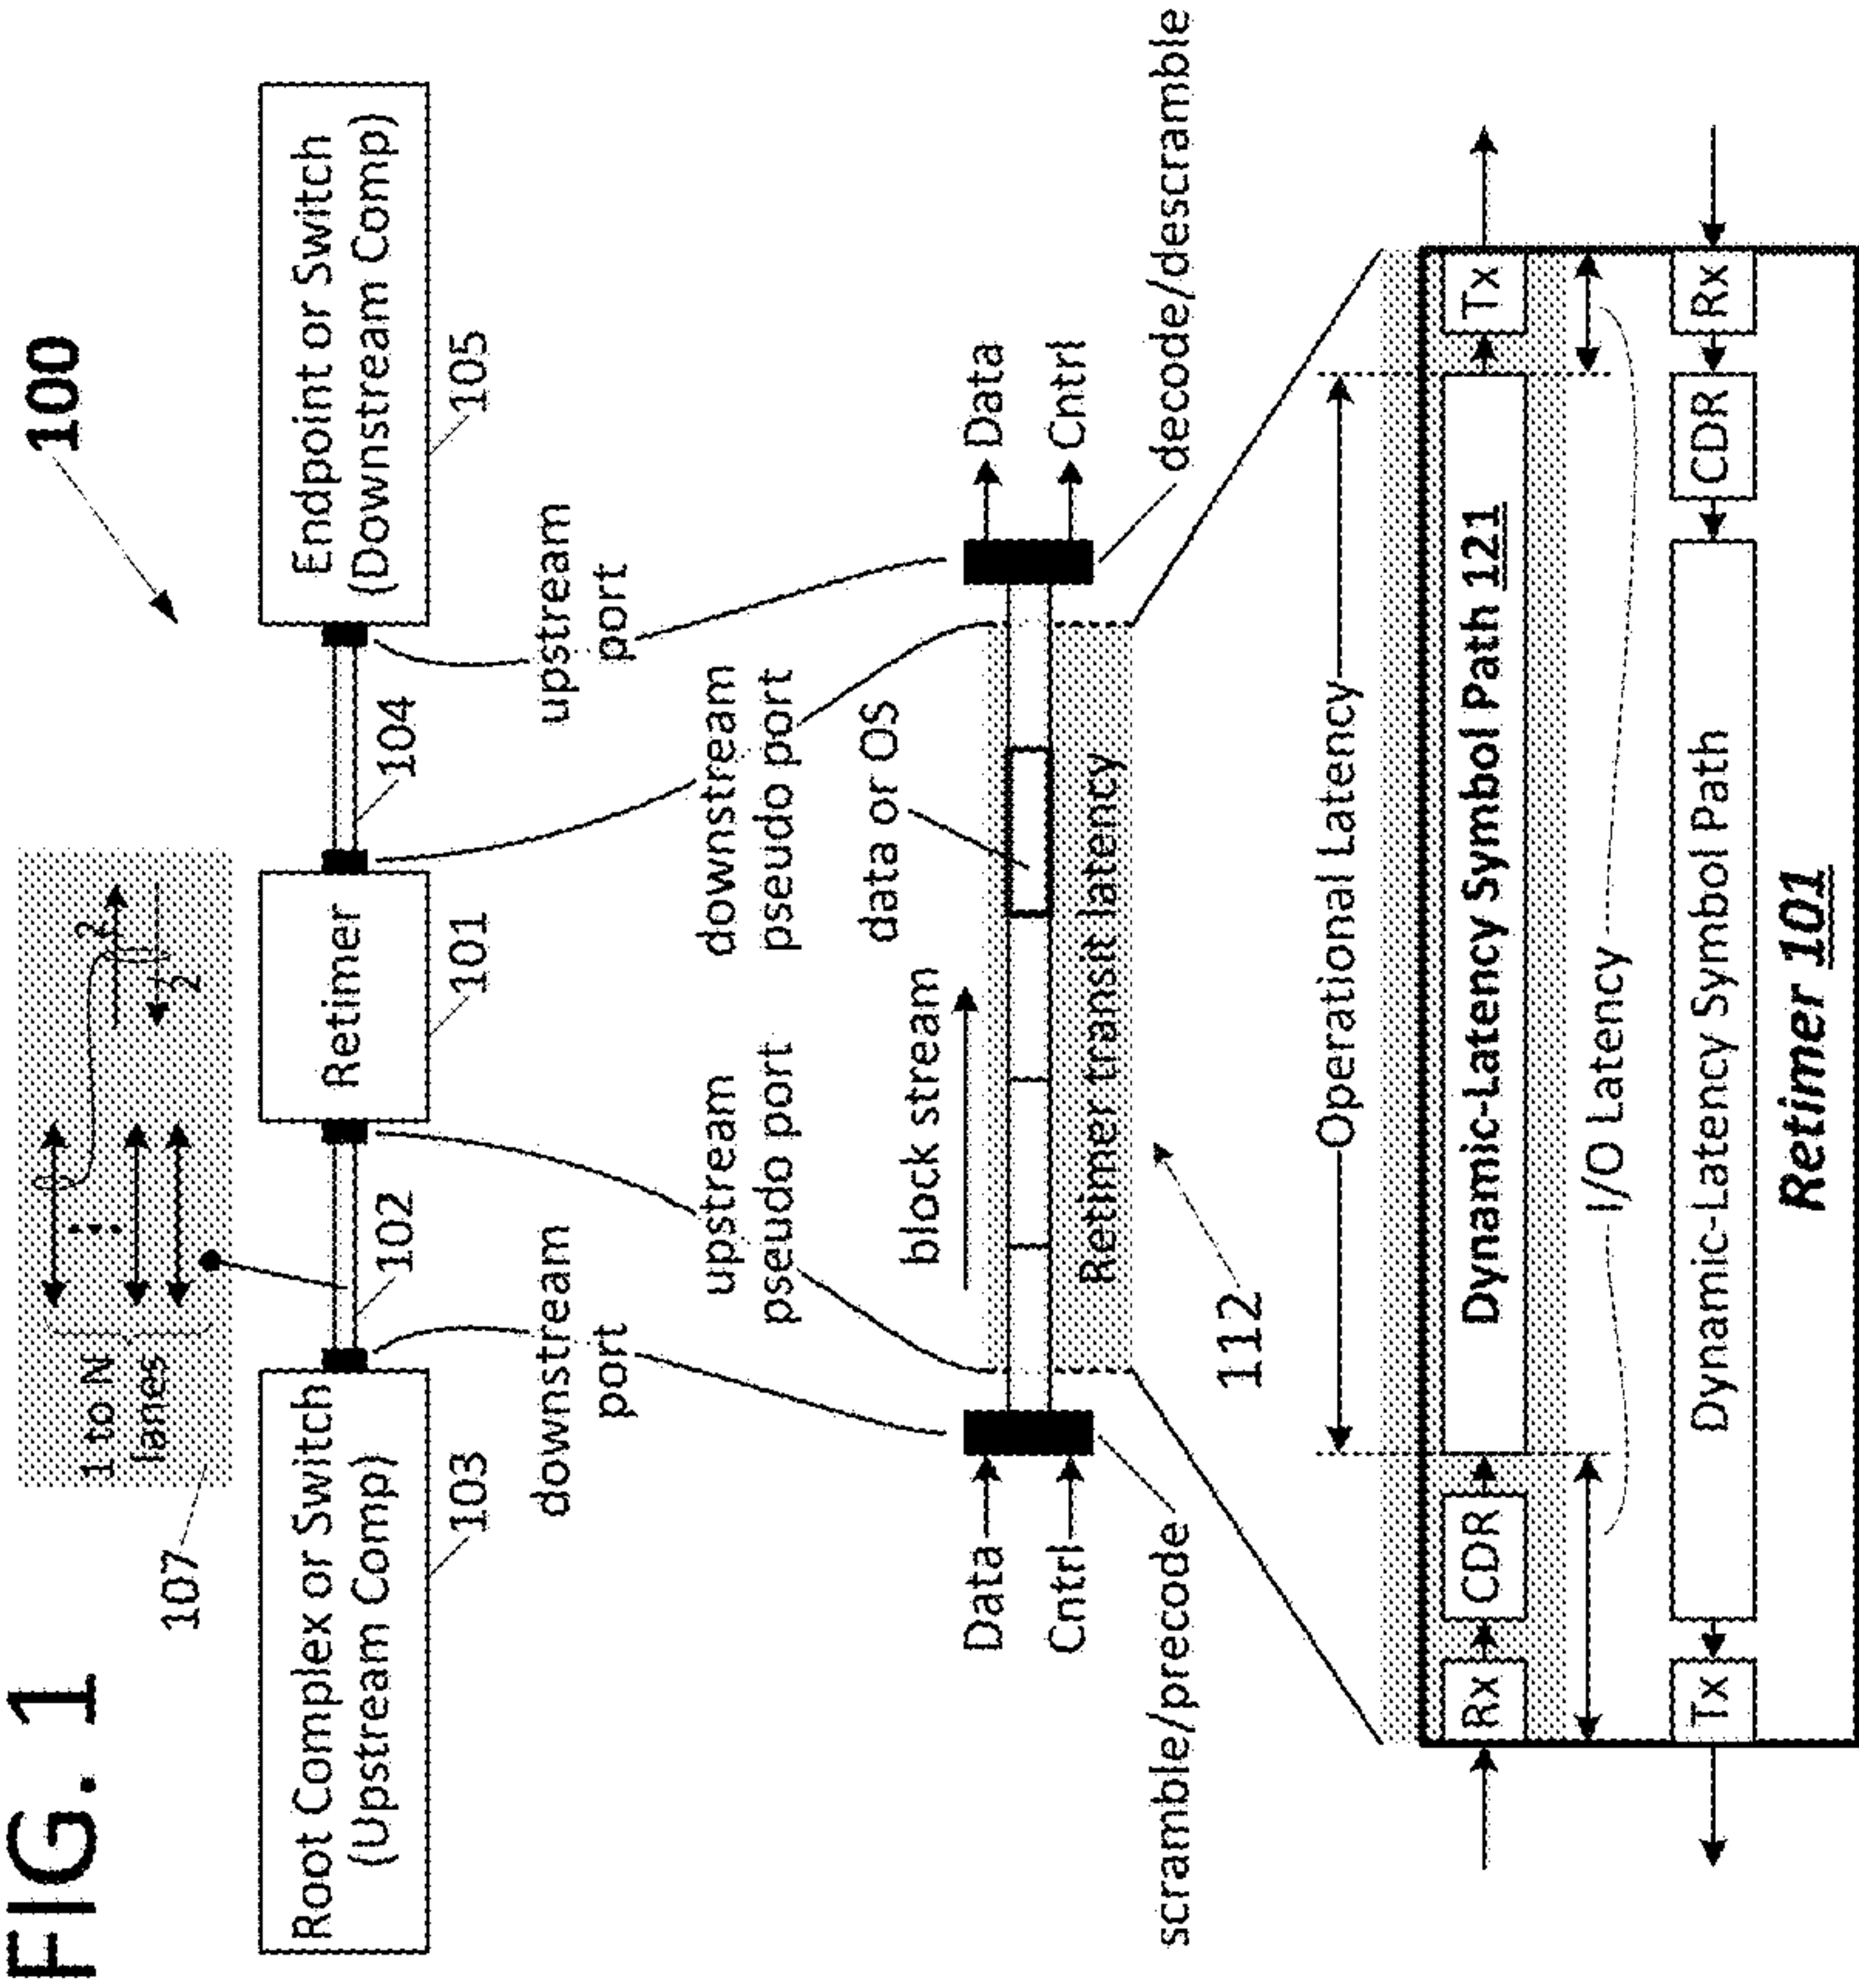 FIG. 1
100
107
1 to N
lanes
2
2
Root Complex or Switch
(Upstream Comp)
103
102
Retimer
101
104
Endpoint or Switch
(Downstream Comp)
105
downstream
port
upstream
pseudo port
downstream
pseudo port
upstream
port
block stream
data or OS
Data
Cntrl
Data
Cntrl
Retimer transit latency
scramble/precode
112
decode/descramble
Operational Latency
Rx
CDR
Dynamic-Latency Symbol Path 121
Tx
I/O Latency
Tx
Dynamic-Latency Symbol Path
CDR
Rx
Retimer 101